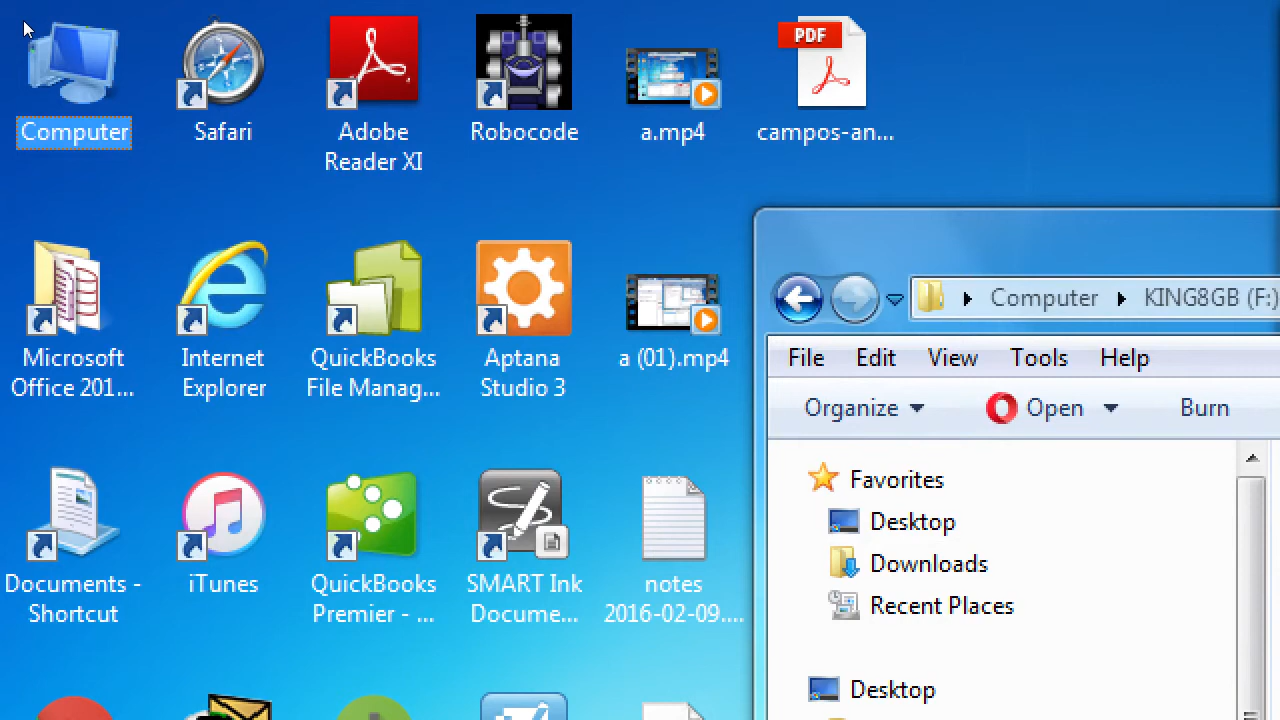 Computer
Safari
Adobe
Reader XI
Robocode
a.mp4
PDF
campos-an...
Microsoft
Office 201...
Internet
Explorer
QuickBooks
File Manag...
Aptana
Studio 3
a (01).mp4
Documents -
Shortcut
iTunes
QuickBooks
Premier - ...
SMART Ink
Docume...
notes
2016-02-09....
Computer KING8GB (F:)
File Edit View Tools Help
Organize Open Burn
Favorites
Desktop
Downloads
Recent Places
Desktop